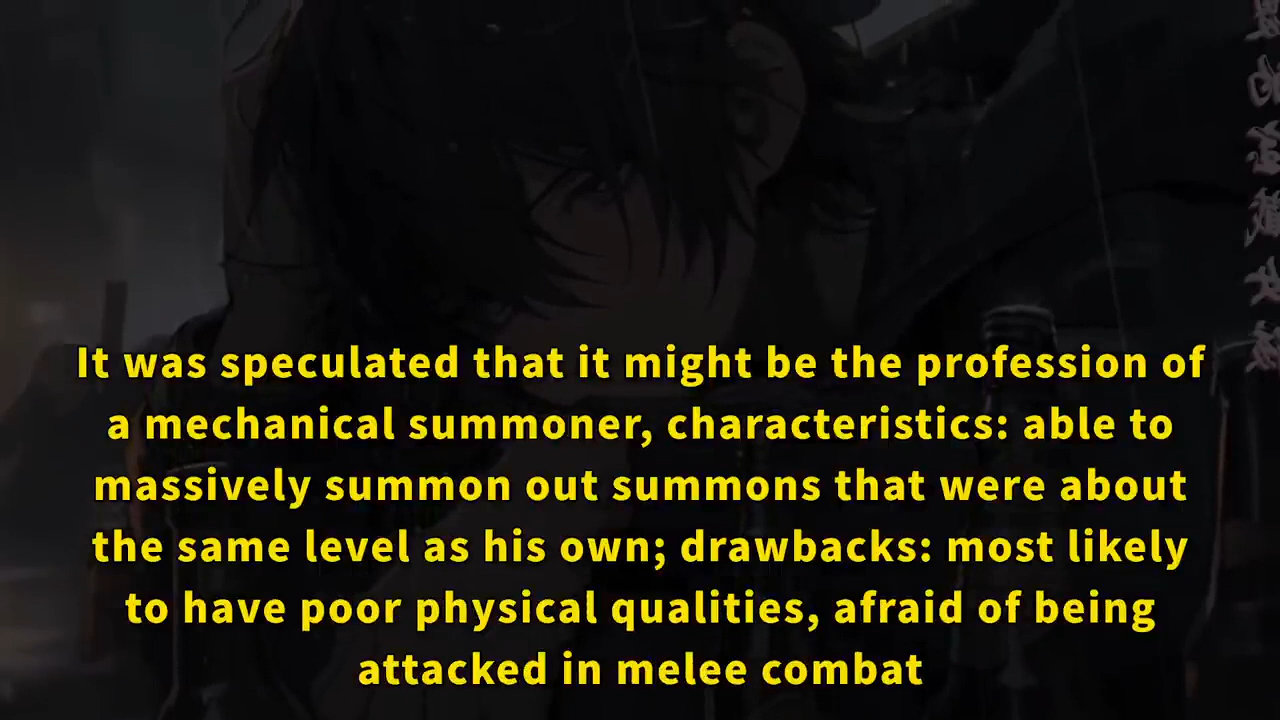 It was speculated that it might be the profession of
a mechanical summoner, characteristics: able to
massively summon out summons that were about
the same level as his own; drawbacks: most likely
to have poor physical qualities, afraid of being
attacked in melee combat